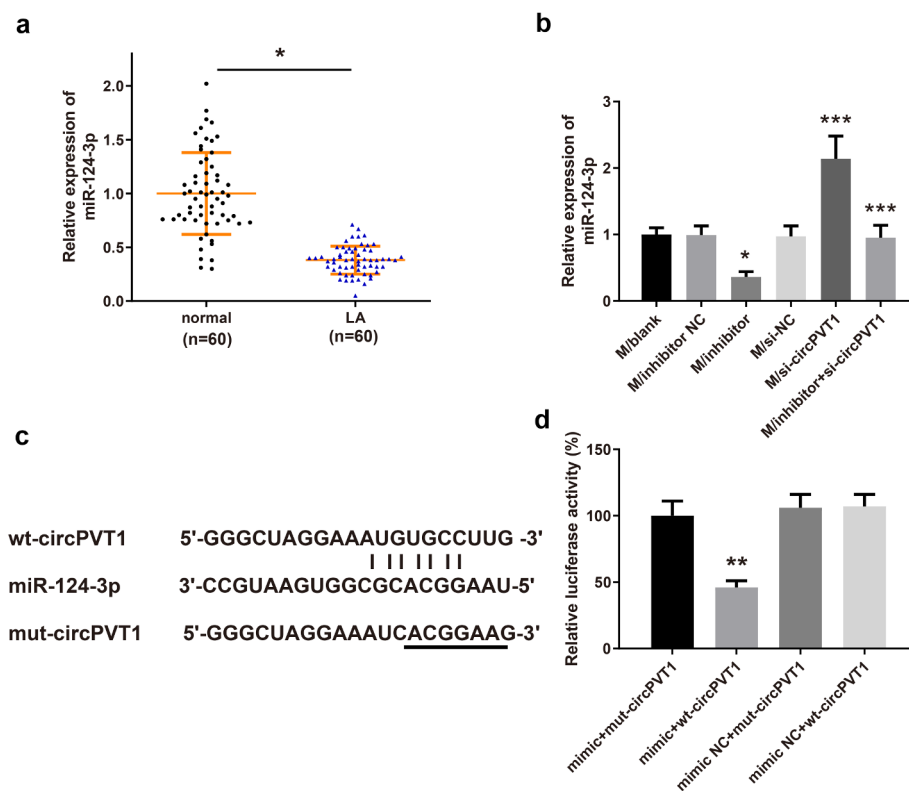 a
Relative expression of
miR-124-3p
2.0
1.5
1.0
0.5
0.0
*
normal
(n=60)
LA
(n=60)
b
Relative expression of
miR-124-3p
3
2
1
0
*
***
***
M/blank
M/inhibitor NC
M/inhibitor
M/si-NC
M/si-circPVT1
M/inhibitor+si-circPVT1
c
wt-circPVT1 5'-GGGCUAGGAAAUGUGCCUUG -3'
miR-124-3p 3'-CCGUAAGUGGCGCACGGAAU-5'
mut-circPVT1 5'-GGGCUAGGAAAUCACGGAAG-3'
d
Relative luciferase activity (%)
150
100
50
0
**
mimic+mut-circPVT1
mimic+wt-circPVT1
mimic NC+mut-circPVT1
mimic NC+wt-circPVT1